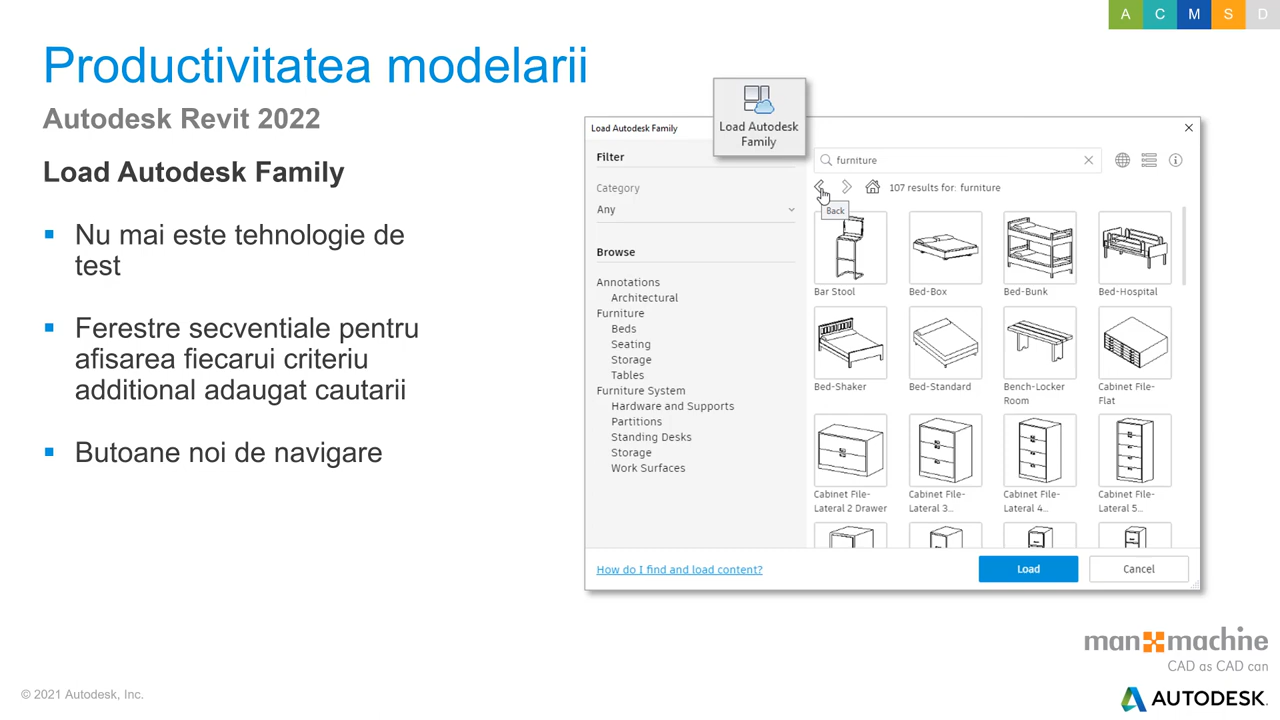 A C M S D
Productivitatea modelarii
Autodesk Revit 2022
Load Autodesk Family
Nu mai este tehnologie de
test
Ferestre secventiale pentru
afisarea fiecarui criteriu
additional adaugat cautarii
Butoane noi de navigare
Load Autodesk
Family
Load Autodesk Family
Filter
Category
Any
Browse
Annotations
Architectural
Furniture
Beds
Seating
Storage
Tables
Furniture System
Hardware and Supports
Partitions
Standing Desks
Storage
Work Surfaces
furniture
107 results for: furniture
Back
Bar Stool
Bed-Box
Bed-Bunk
Bed-Hospital
Bed-Shaker
Bed-Standard
Bench-Locker
Room
Cabinet File-
Flat
Cabinet File-
Lateral 2 Drawer
Cabinet File-
Lateral 3...
Cabinet File-
Lateral 4...
Cabinet File-
Lateral 5...
How do I find and load content?
Load
Cancel
man machine
CAD as CAD can
© 2021 Autodesk, Inc.
AUTODESK.